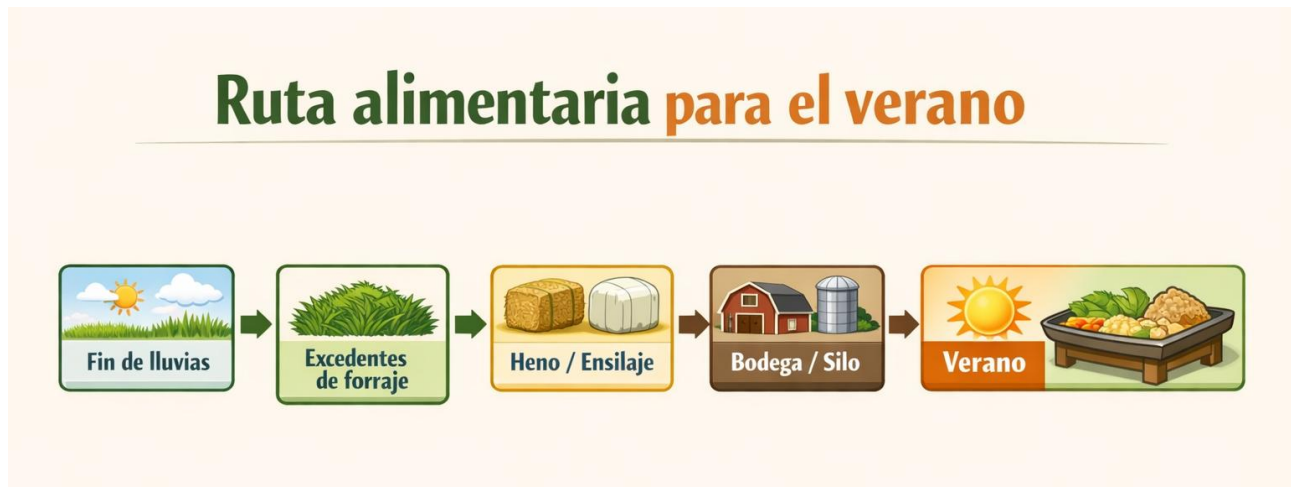 Ruta alimentaria para el verano
Fin de lluvias
Excedentes
de forraje
Heno / Ensilaje
Bodega / Silo
Verano